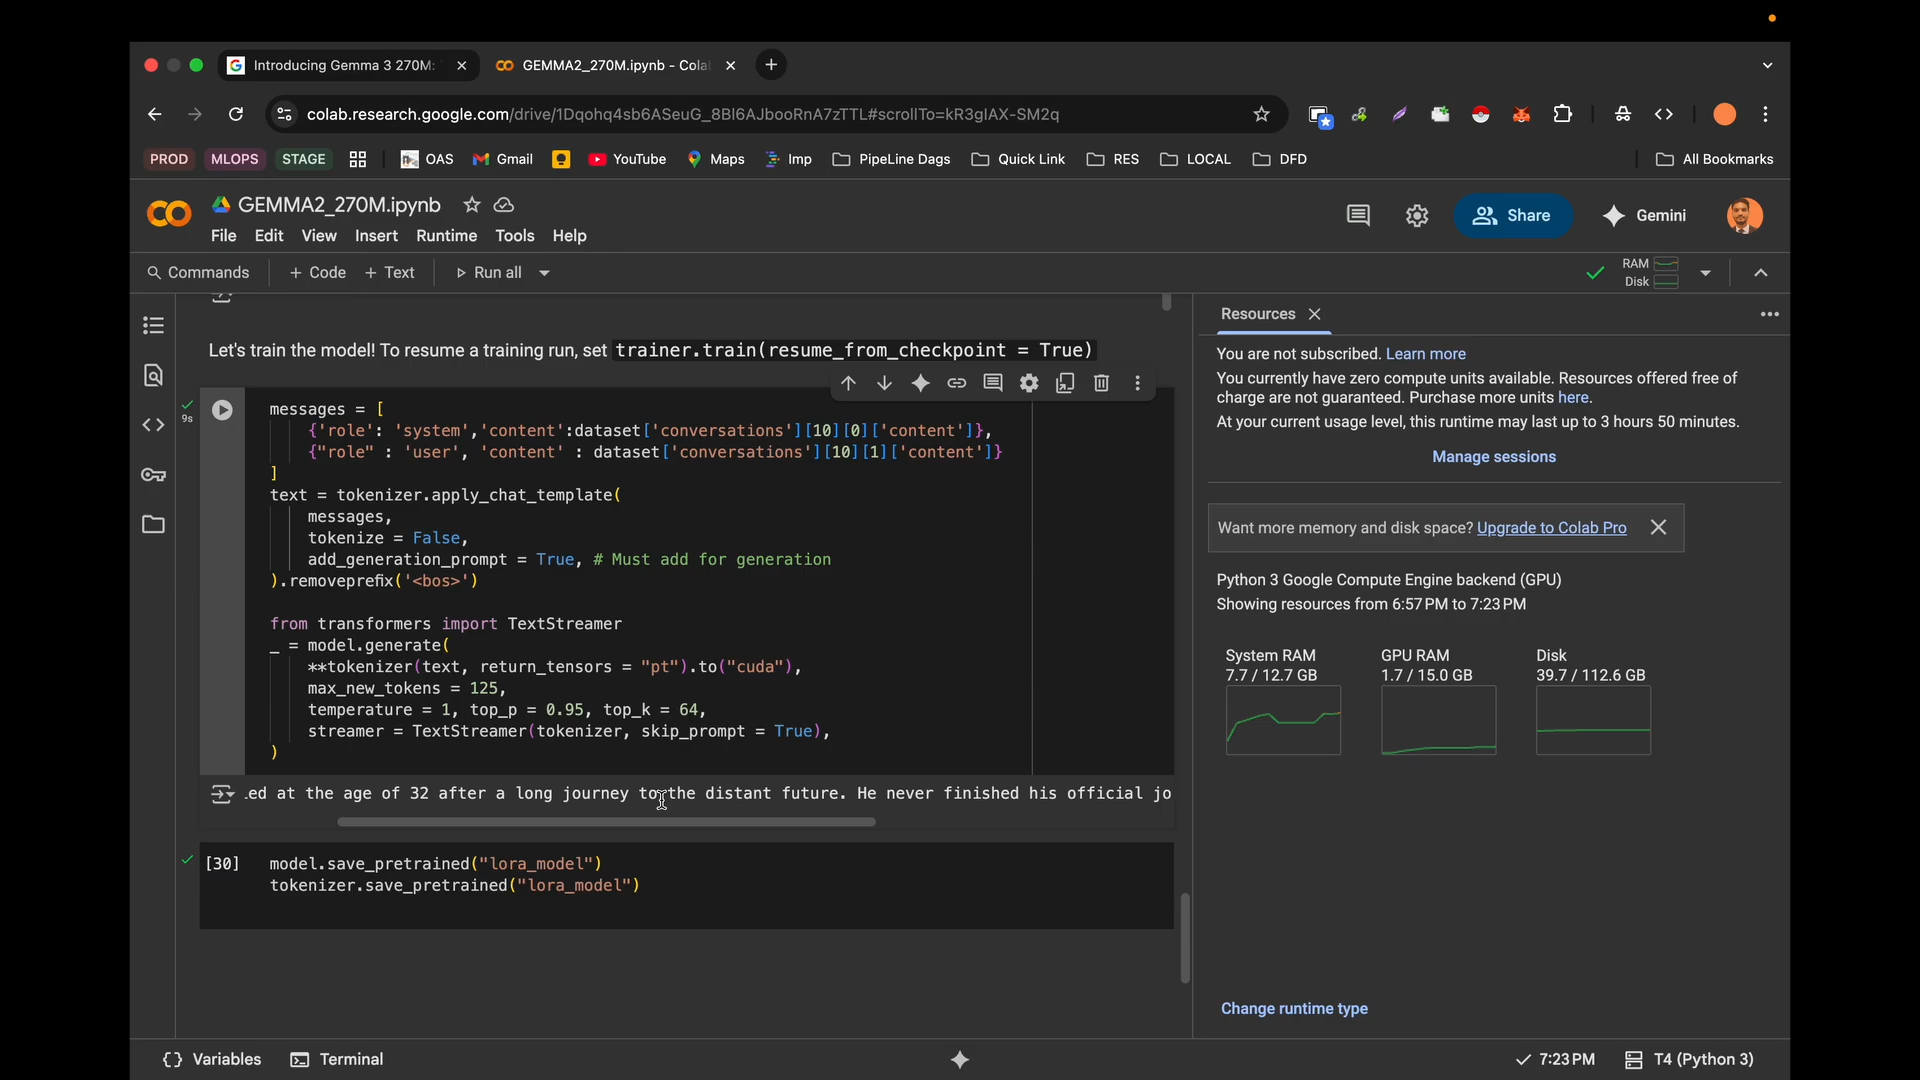 Introducing Gemma 3 270M:
GEMMA2_270M.ipynb - Cola
colab.research.google.com/drive/1Dqohq4sb6ASeuG_8Bl6AJbooRnA7zTTL#scrollTo=kR3glAX-SM2q
PROD MLOPS STAGE OAS Gmail YouTube Maps Imp PipeLine Dags Quick Link RES LOCAL DFD All Bookmarks
GEMMA2_270M.ipynb
File Edit View Insert Runtime Tools Help
Share
Gemini
Commands + Code + Text Run all
RAM
Disk
Let's train the model! To resume a training run, set trainer.train(resume_from_checkpoint = True)
9s
messages = [
{'role': 'system','content':dataset['conversations'][10][0]['content']},
{"role" : 'user', 'content' : dataset['conversations'][10][1]['content']}
]
text = tokenizer.apply_chat_template(
messages,
tokenize = False,
add_generation_prompt = True, # Must add for generation
).removeprefix('<bos>')
from transformers import TextStreamer
_ = model.generate(
**tokenizer(text, return_tensors = "pt").to("cuda"),
max_new_tokens = 125,
temperature = 1, top_p = 0.95, top_k = 64,
streamer = TextStreamer(tokenizer, skip_prompt = True),
)
ed at the age of 32 after a long journey to the distant future. He never finished his official jo
[30] model.save_pretrained("lora_model")
tokenizer.save_pretrained("lora_model")
Resources
You are not subscribed. Learn more
You currently have zero compute units available. Resources offered free of
charge are not guaranteed. Purchase more units here.
At your current usage level, this runtime may last up to 3 hours 50 minutes.
Manage sessions
Want more memory and disk space? Upgrade to Colab Pro
Python 3 Google Compute Engine backend (GPU)
Showing resources from 6:57 PM to 7:23 PM
System RAM
7.7 / 12.7 GB
GPU RAM
1.7 / 15.0 GB
Disk
39.7 / 112.6 GB
Change runtime type
Variables Terminal
7:23 PM T4 (Python 3)